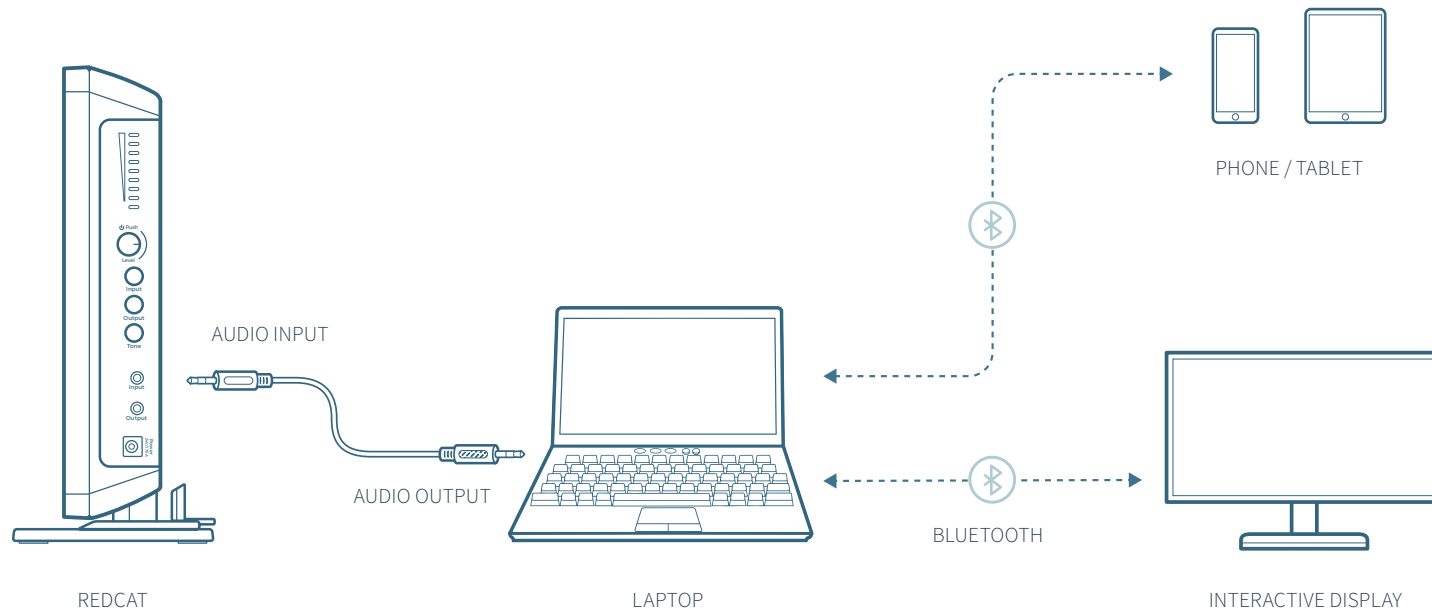 PHONE / TABLET
Push
Level
Input
Output
Tone
AUDIO INPUT
Input
Output
AUDIO OUTPUT
BLUETOOTH
REDCAT
LAPTOP
INTERACTIVE DISPLAY